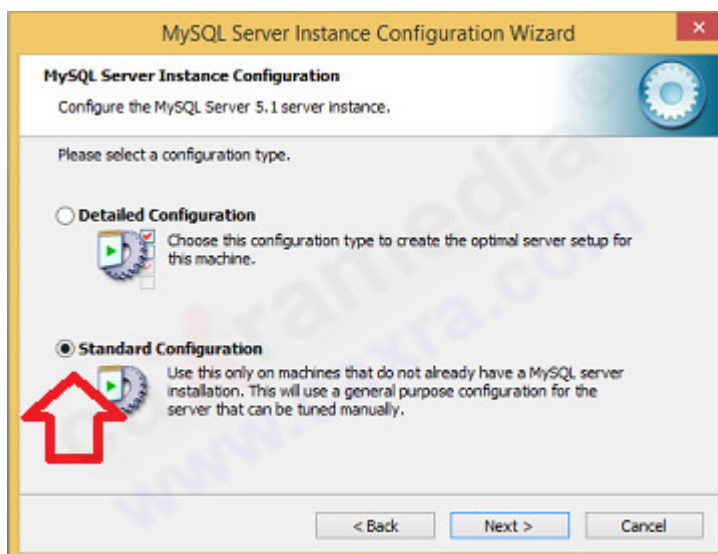 MySQL Server Instance Configuration Wizard
MySQL Server Instance Configuration
Configure the MySQL Server 5.1 server instance.
Please select a configuration type.
Detailed Configuration
Choose this configuration type to create the optimal server setup for
this machine.
Standard Configuration
Use this only on machines that do not already have a MySQL server
installation. This will use a general purpose configuration for the
server that can be tuned manually.
< Back
Next >
Cancel